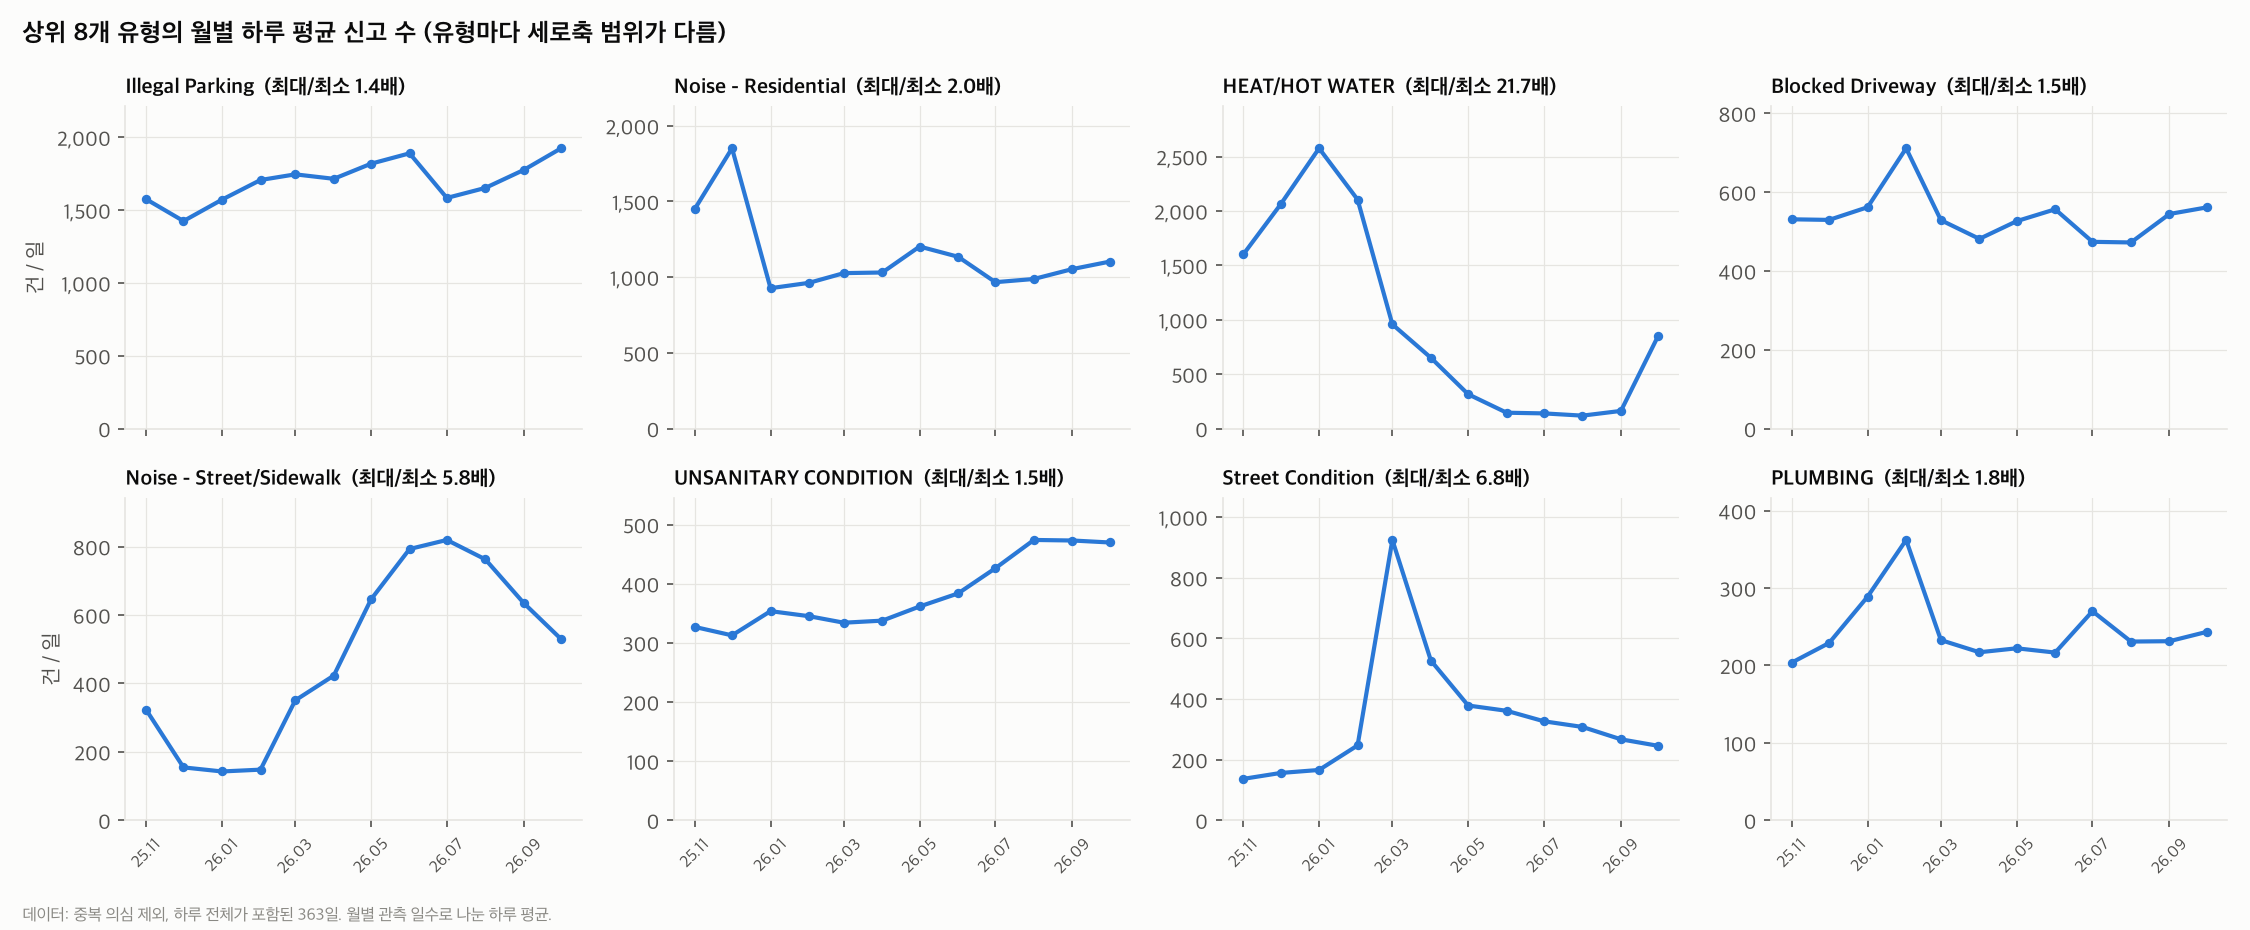 상위 8개 유형의 월별 하루 평균 신고 수 (유형마다 세로축 범위가 다름)
Illegal Parking (최대/최소 1.4배)
2,000
1,500
1,000
500
0
건 / 일
Noise - Residential (최대/최소 2.0배)
2,000
1,500
1,000
500
0
HEAT/HOT WATER (최대/최소 21.7배)
2,500
2,000
1,500
1,000
500
0
Blocked Driveway (최대/최소 1.5배)
800
600
400
200
0
Noise - Street/Sidewalk (최대/최소 5.8배)
800
600
400
200
0
건 / 일
25.11 26.01 26.03 26.05 26.07 26.09
UNSANITARY CONDITION (최대/최소 1.5배)
500
400
300
200
100
0
25.11 26.01 26.03 26.05 26.07 26.09
Street Condition (최대/최소 6.8배)
1,000
800
600
400
200
0
25.11 26.01 26.03 26.05 26.07 26.09
PLUMBING (최대/최소 1.8배)
400
300
200
100
0
25.11 26.01 26.03 26.05 26.07 26.09
데이터: 중복 의심 제외, 하루 전체가 포함된 363일. 월별 관측 일수로 나눈 하루 평균.